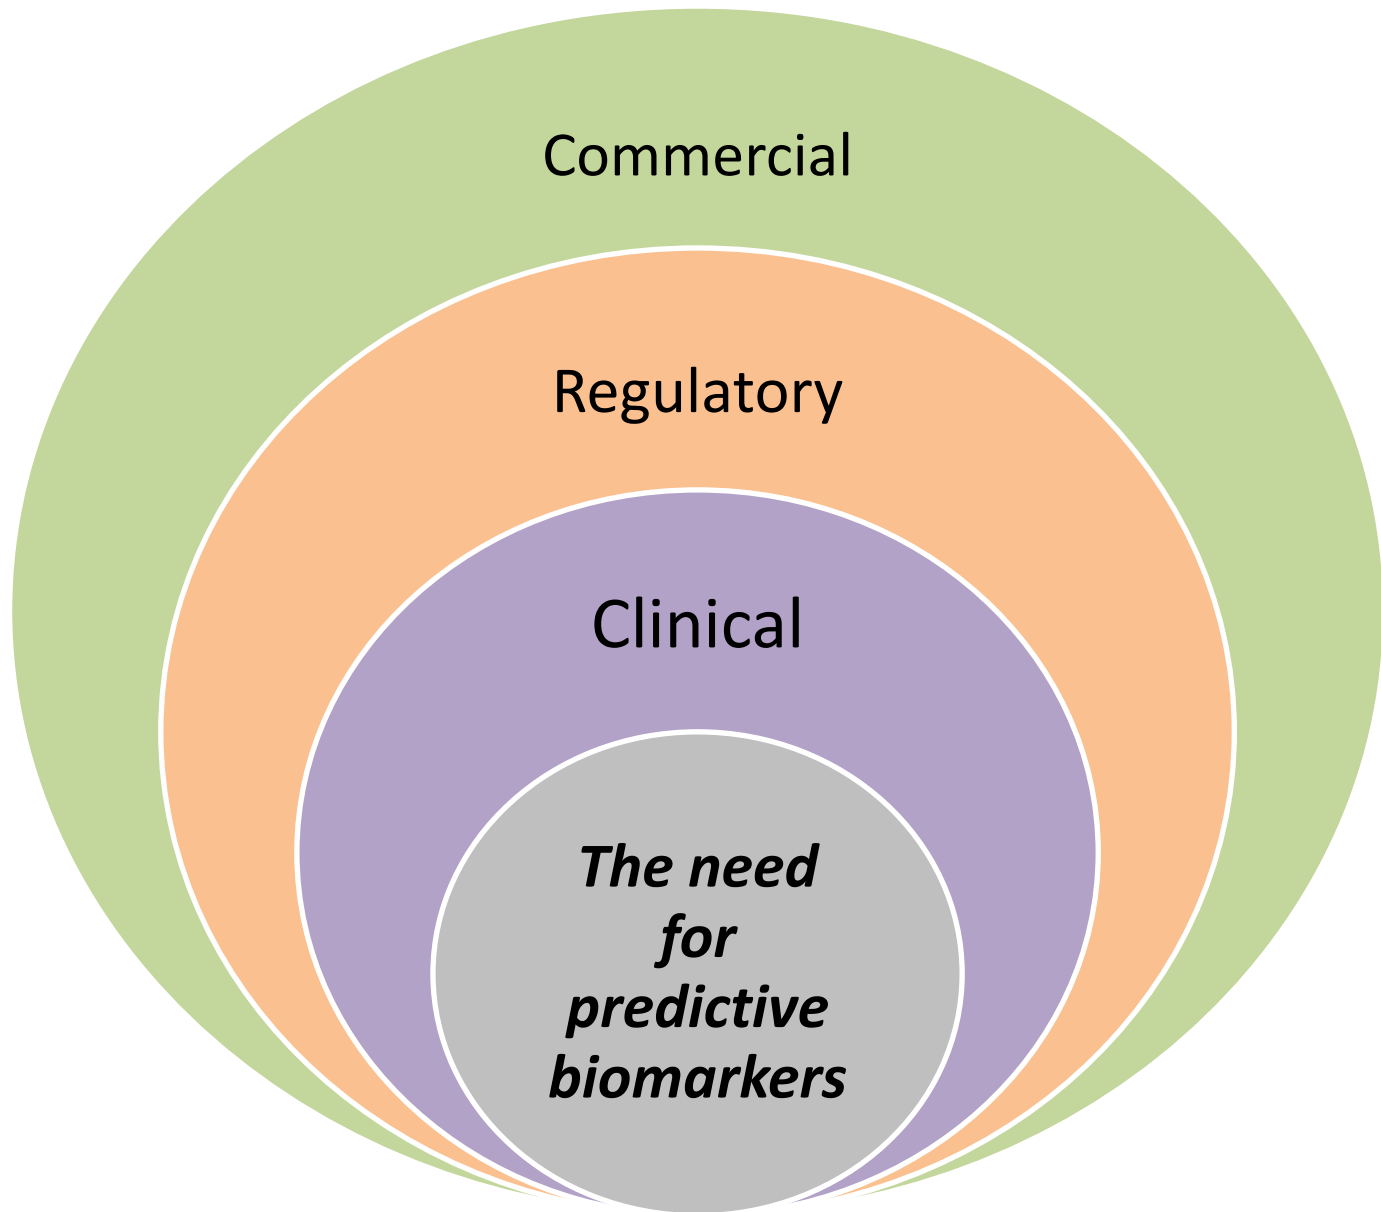 Commercial
Regulatory
Clinical
The need
for
predictive
biomarkers